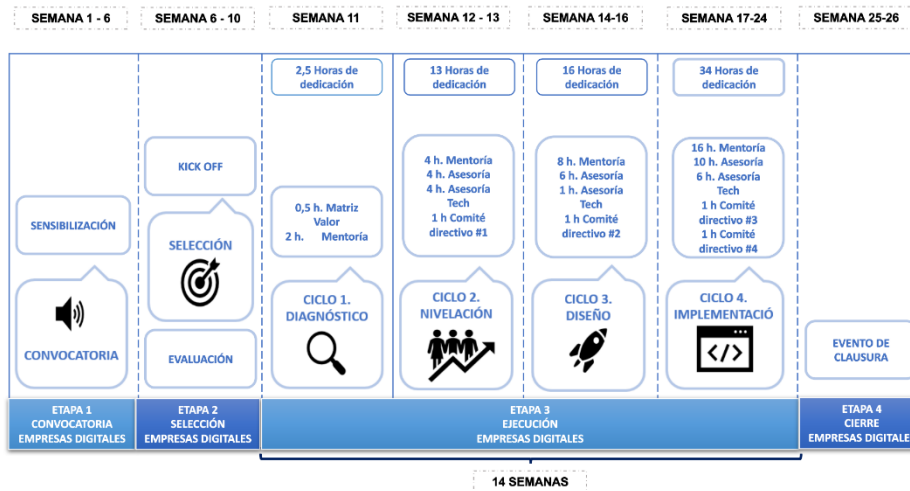 SEMANA 1 - 6
SEMANA 6 - 10
SEMANA 11
SEMANA 12 - 13
SEMANA 14-16
SEMANA 17-24
SEMANA 25-26
2,5 Horas de
dedicación
13 Horas de
dedicación
16 Horas de
dedicación
34 Horas de
dedicación
SENSIBILIZACIÓN
CONVOCATORIA
KICK OFF
SELECCIÓN
EVALUACIÓN
0,5 h. Matriz
Valor
2 h. Mentoría
CICLO 1.
DIAGNÓSTICO
4 h. Mentoría
4 h. Asesoría
4 h. Asesoría
Tech
1 h Comité
directivo #1
CICLO 2.
NIVELACIÓN
8 h. Mentoría
6 h. Asesoría
1 h. Asesoría
Tech
1 h Comité
directivo #2
CICLO 3.
DISEÑO
16 h. Mentoría
10 h. Asesoría
6 h. Asesoría
Tech
1 h Comité
directivo #3
1 h Comité
directivo #4
CICLO 4.
IMPLEMENTACIÓ
</>
EVENTO DE
CLAUSURA
ETAPA 1
CONVOCATORIA
EMPRESAS DIGITALES
ETAPA 2
SELECCIÓN
EMPRESAS DIGITALES
ETAPA 3
EJECUCIÓN
EMPRESAS DIGITALES
ETAPA 4
CIERRE
EMPRESAS DIGITALES
14 SEMANAS